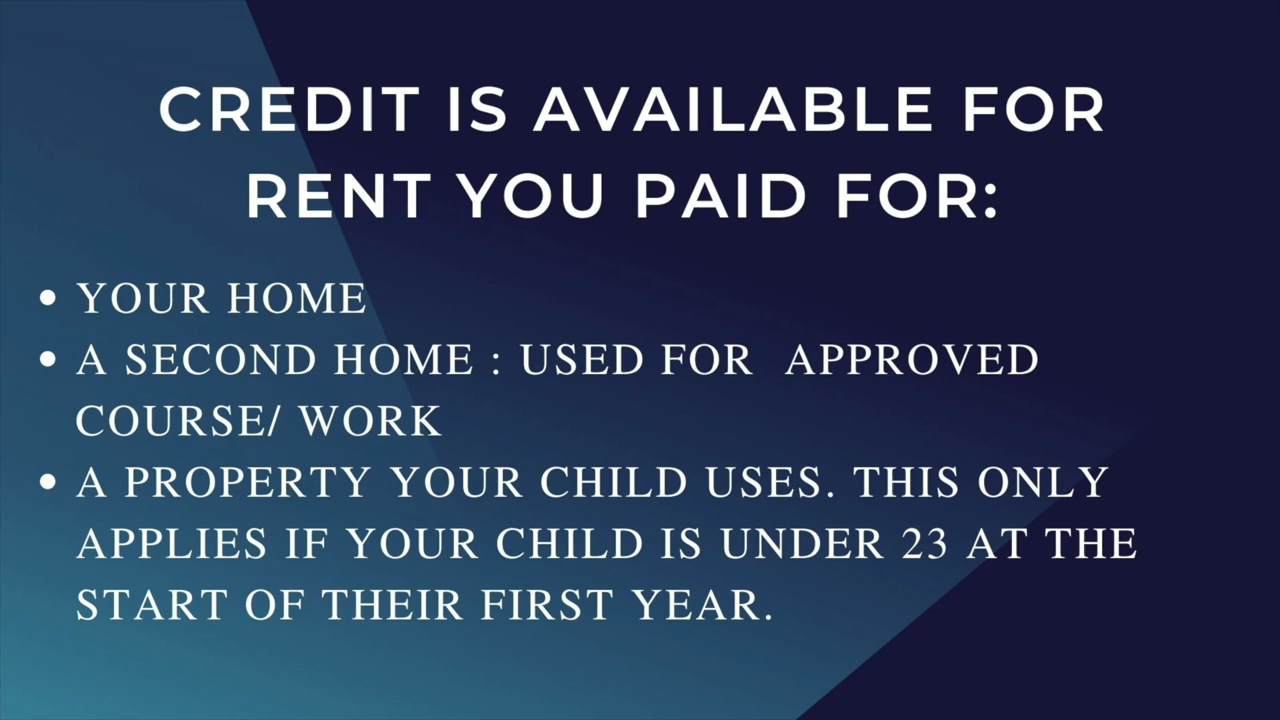 CREDIT IS AVAILABLE FOR
RENT YOU PAID FOR:
• YOUR HOME
• A SECOND HOME : USED FOR  APPROVED
COURSE/ WORK
• A PROPERTY YOUR CHILD USES. THIS ONLY
APPLIES IF YOUR CHILD IS UNDER 23 AT THE
START OF THEIR FIRST YEAR.